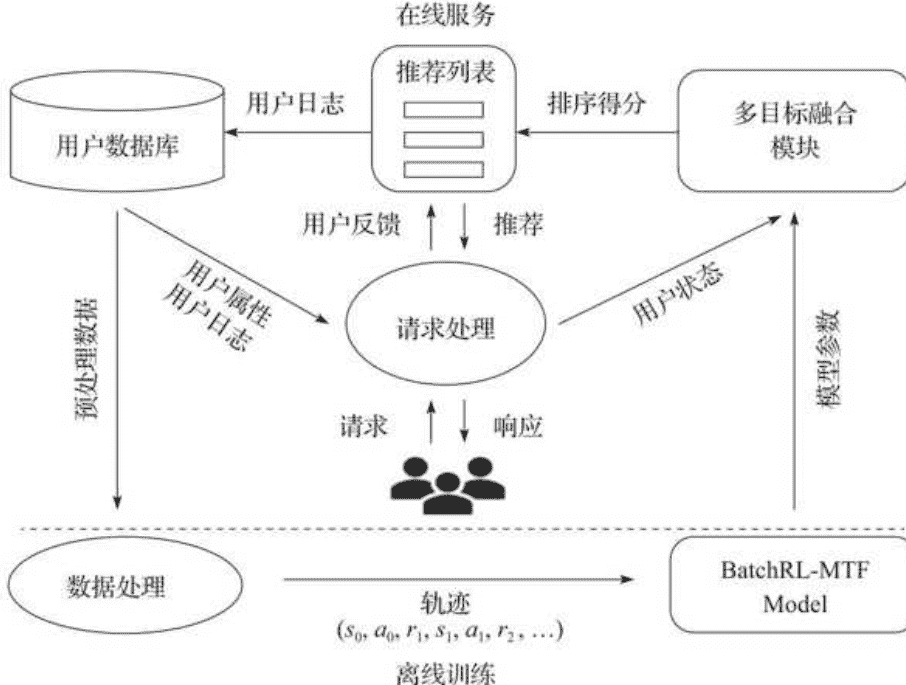 在线服务
推荐列表
用户日志
排序得分
用户数据库
多目标融合
模块
用户反馈
推荐
用户属性
用户日志
请求处理
用户状态
预处理数据
模型参数
请求
响应
数据处理
BatchRL-MTF
Model
轨迹
(s₀, a₀, r₁, s₁, a₁, r₂, …)
离线训练